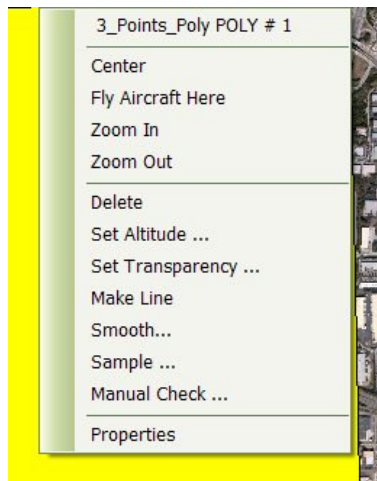 3_Points_Poly POLY # 1
Center
Fly Aircraft Here
Zoom In
Zoom Out
Delete
Set Altitude ...
Set Transparency ...
Make Line
Smooth...
Sample ...
Manual Check ...
Properties